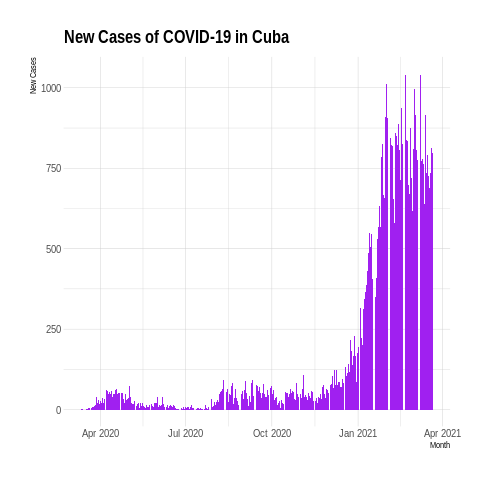 New Cases of COVID-19 in Cuba
New Cases
1000
750
500
250
0
Apr 2020
Jul 2020
Oct 2020
Jan 2021
Apr 2021
Month